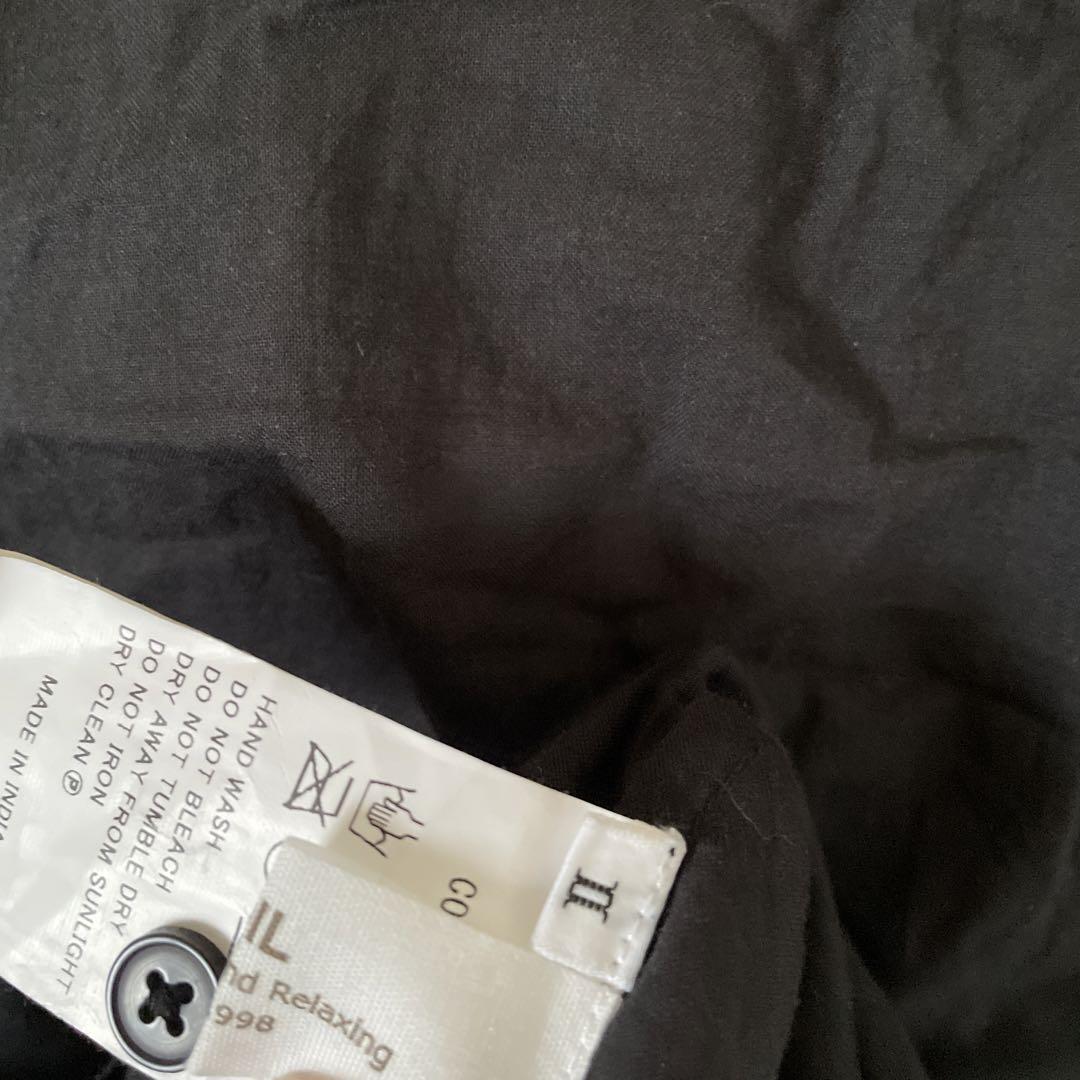 II
CO
HAND WASH
DO NOT BLEACH
DO NOT TUMBLE DRY
DRY AWAY FROM SUNLIGHT
DO NOT IRON
DRY CLEAN Ⓟ
MADE IN INDIA
IL
nd Relaxing
998